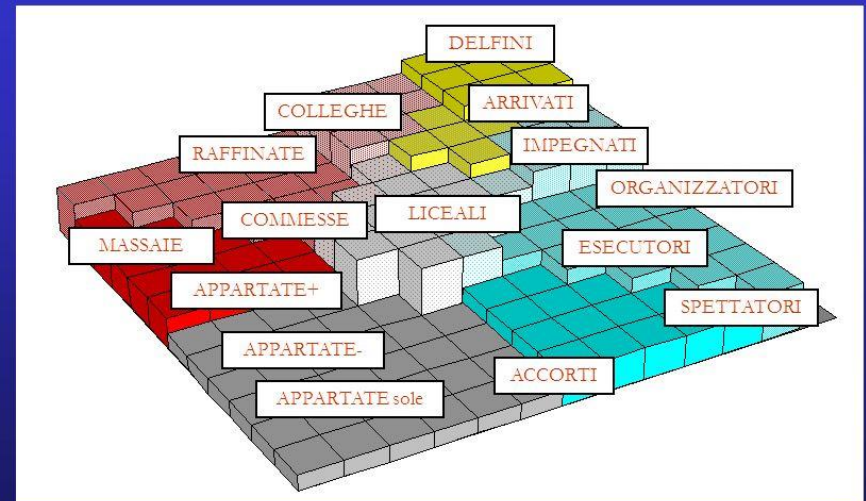 DELFINI
COLLEGHE
ARRIVATI
RAFFINATE
IMPEGNATI
ORGANIZZATORI
COMMESSE
LICEALI
MASSAIE
ESECUTORI
APPARTATE+
SPETTATORI
APPARTATE-
ACCORTI
APPARTATE sole